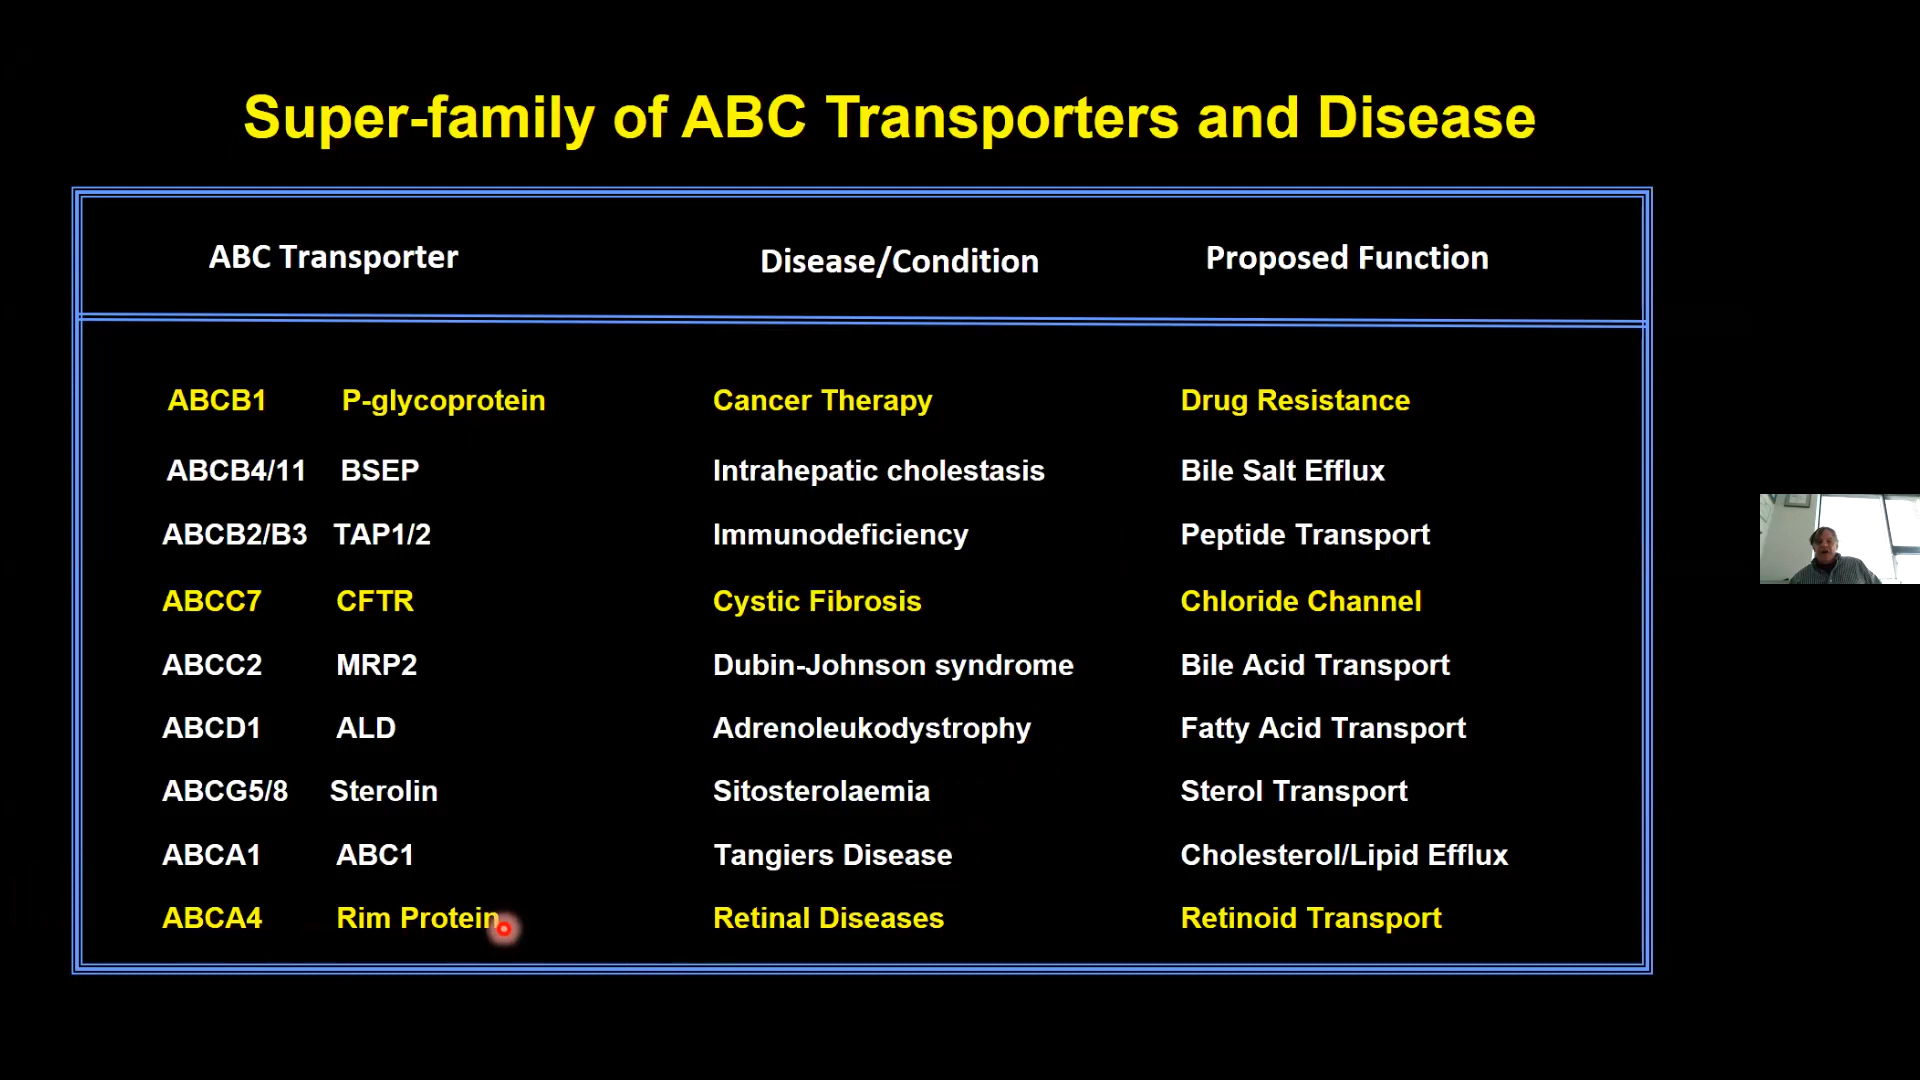 Super-family of ABC Transporters and Disease
ABC Transporter Disease/Condition Proposed Function
ABCB1 P-glycoprotein Cancer Therapy Drug Resistance
ABCB4/11 BSEP Intrahepatic cholestasis Bile Salt Efflux
ABCB2/B3 TAP1/2 Immunodeficiency Peptide Transport
ABCC7 CFTR Cystic Fibrosis Chloride Channel
ABCC2 MRP2 Dubin-Johnson syndrome Bile Acid Transport
ABCD1 ALD Adrenoleukodystrophy Fatty Acid Transport
ABCG5/8 Sterolin Sitosterolaemia Sterol Transport
ABCA1 ABC1 Tangiers Disease Cholesterol/Lipid Efflux
ABCA4 Rim Protein Retinal Diseases Retinoid Transport